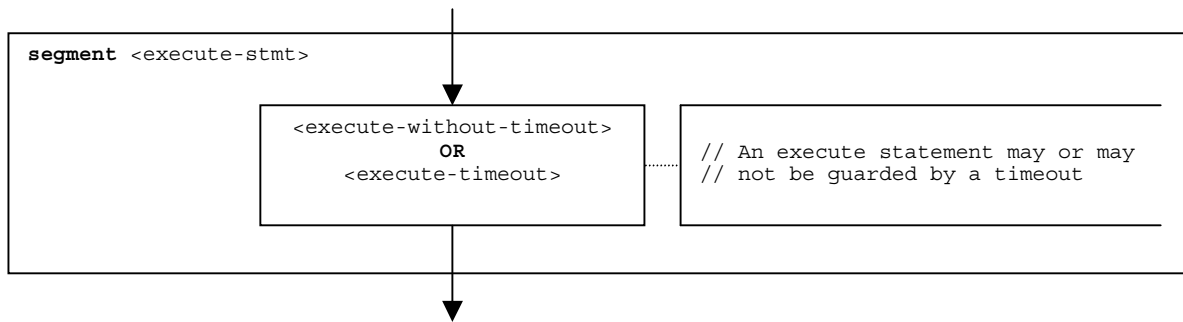 segment <execute-stmt>
<execute-without-timeout>
OR
<execute-timeout>
// An execute statement may or may
// not be guarded by a timeout